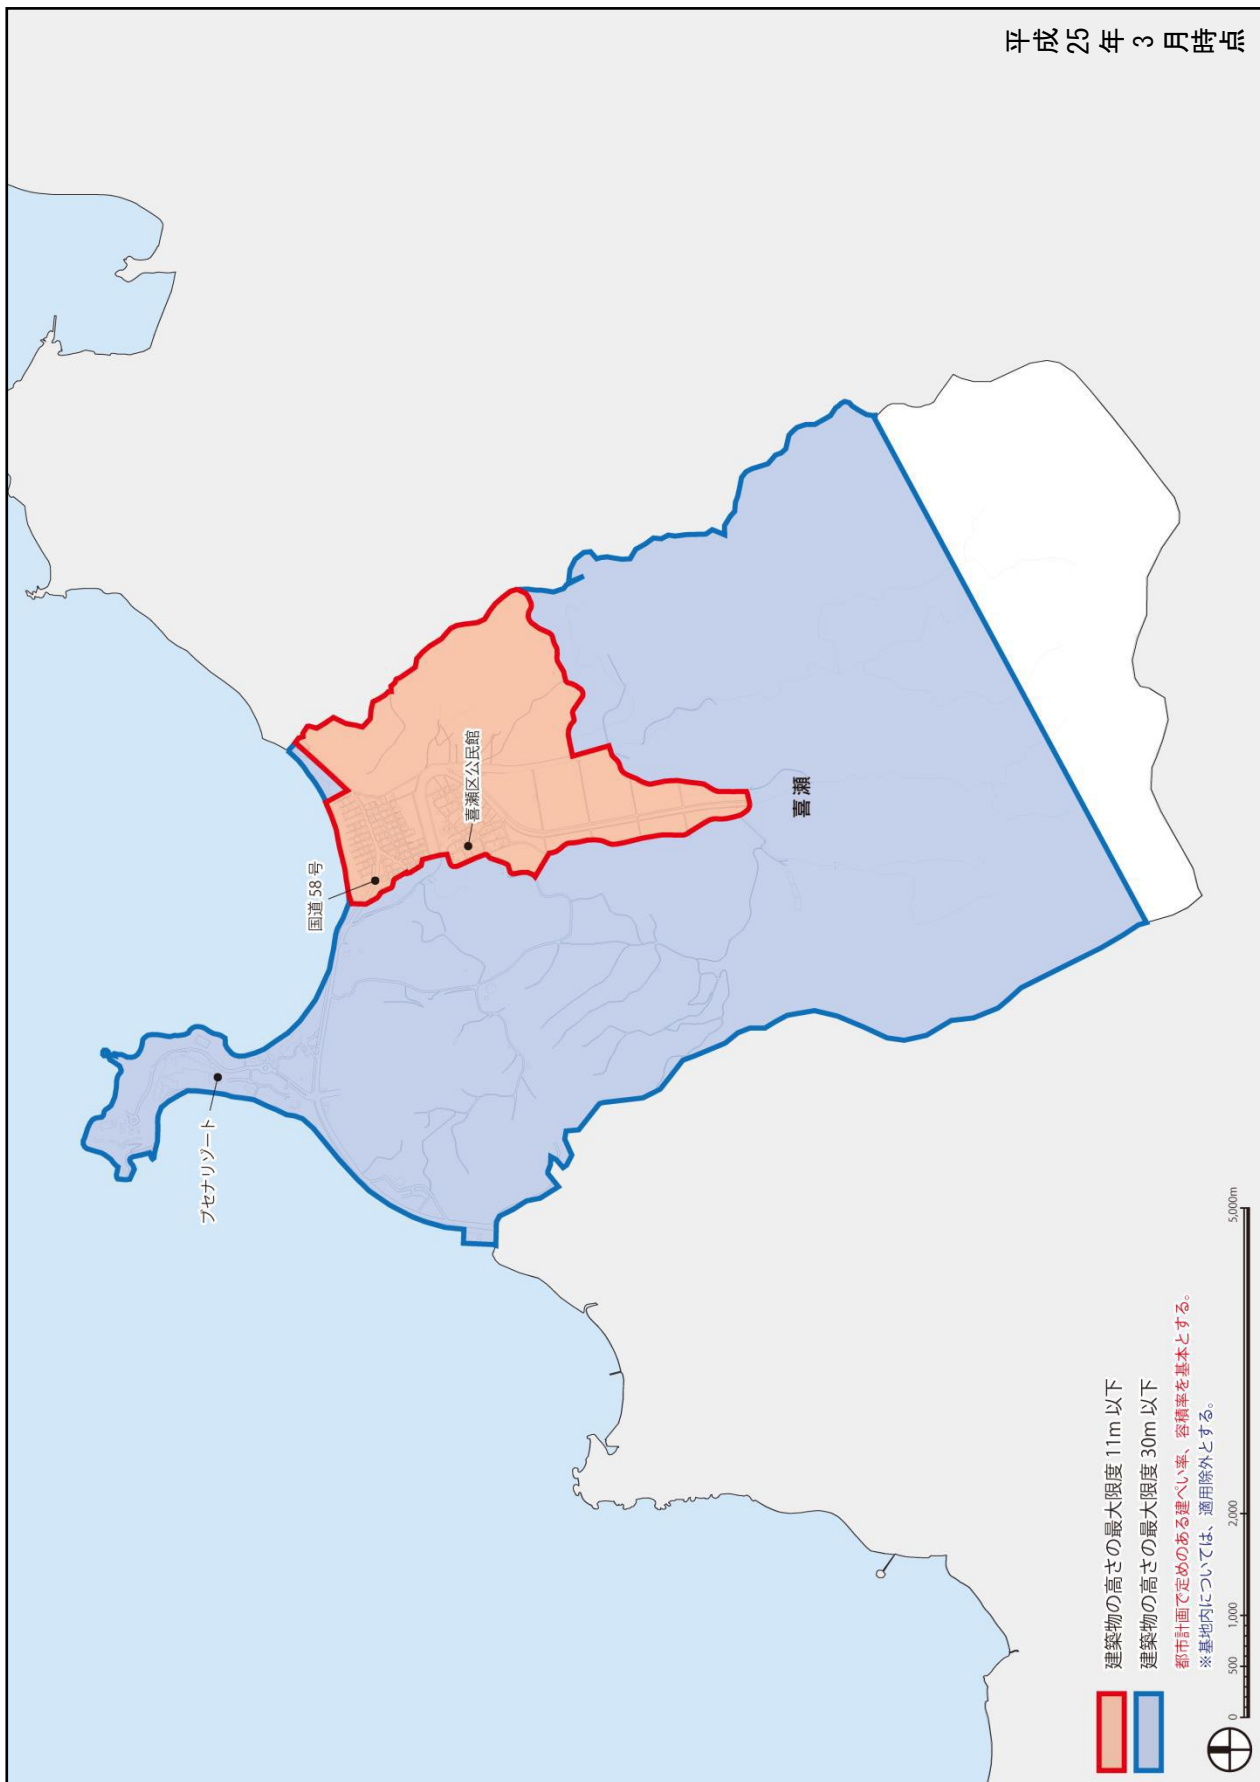 平成 25 年 3 月時点
国道 58 号
喜瀬区公民館
ブセナリゾート
喜瀬
建築物の高さの最大限度 11m 以下
建築物の高さの最大限度 30m 以下
都市計画で定めのある建ぺい率、容積率を基本とする。
※基地内については、適用除外とする。
0 500 1,000 2,000 5,000m